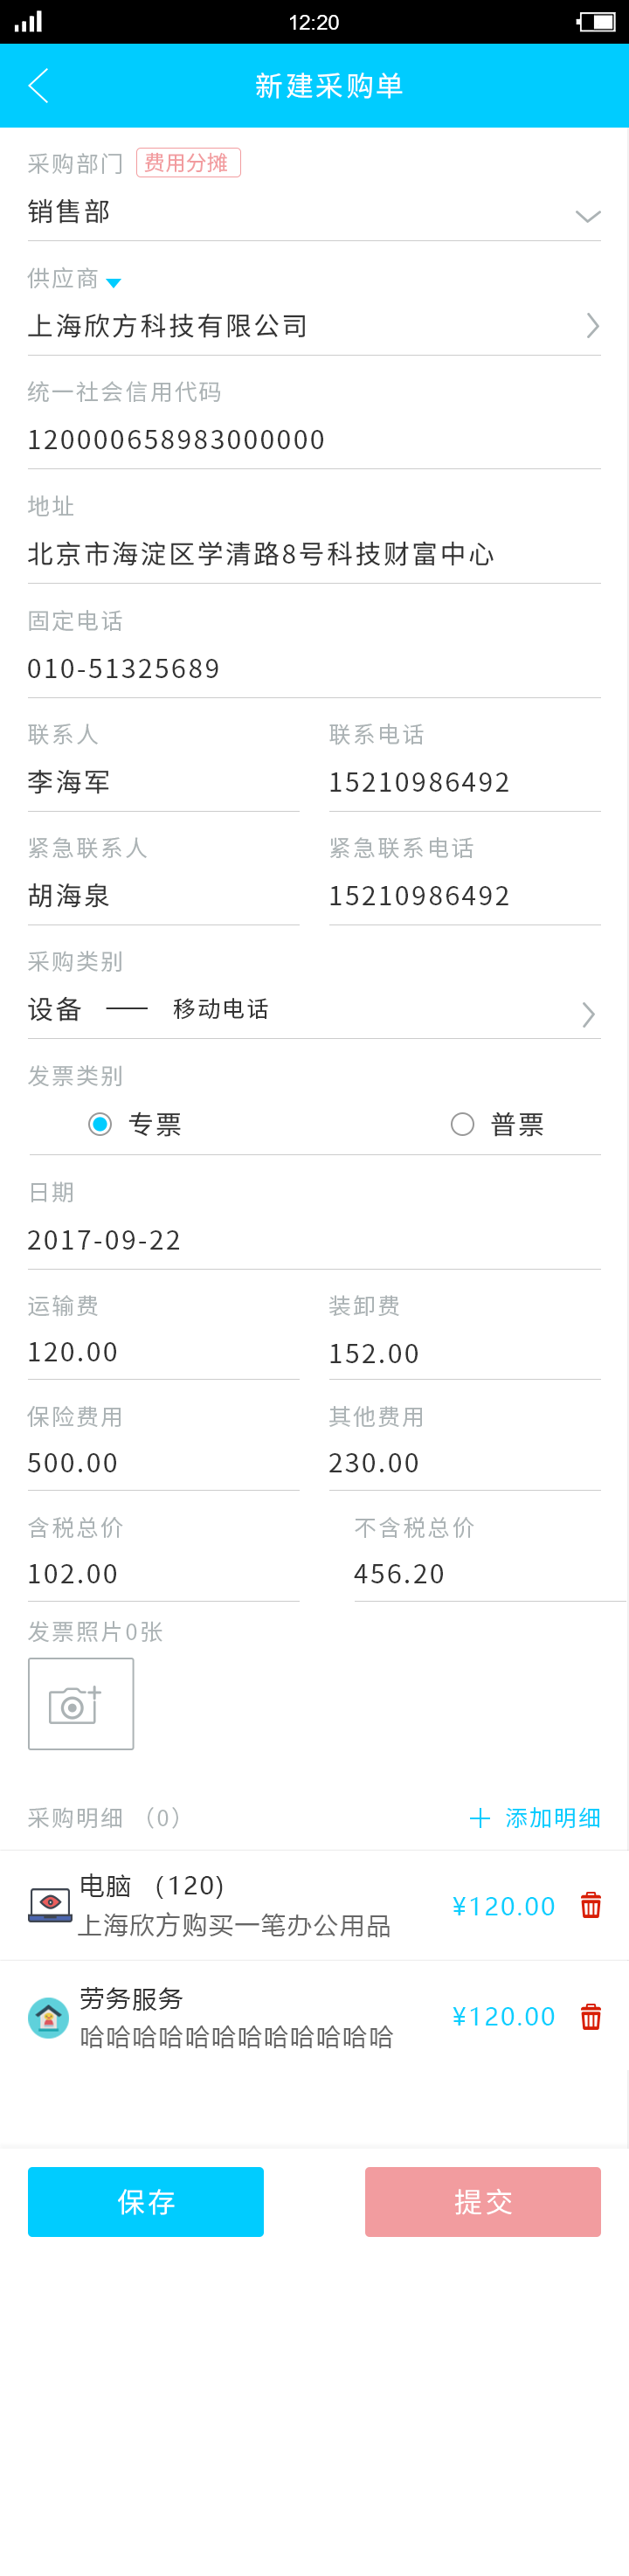 12:20
新建采购单
采购部门 费用分摊
销售部
供应商
上海欣方科技有限公司
统一社会信用代码
120000658983000000
地址
北京市海淀区学清路8号科技财富中心
固定电话
010-51325689
联系人 联系电话
李海军 15210986492
紧急联系人 紧急联系电话
胡海泉 15210986492
采购类别
设备 —— 移动电话
发票类别
专票 普票
日期
2017-09-22
运输费 装卸费
120.00 152.00
保险费用 其他费用
500.00 230.00
含税总价 不含税总价
102.00 456.20
发票照片0张
采购明细 （0） + 添加明细
电脑 (120)
上海欣方购买一笔办公用品 ¥120.00
劳务服务
哈哈哈哈哈哈哈哈哈哈哈哈 ¥120.00
保存 提交